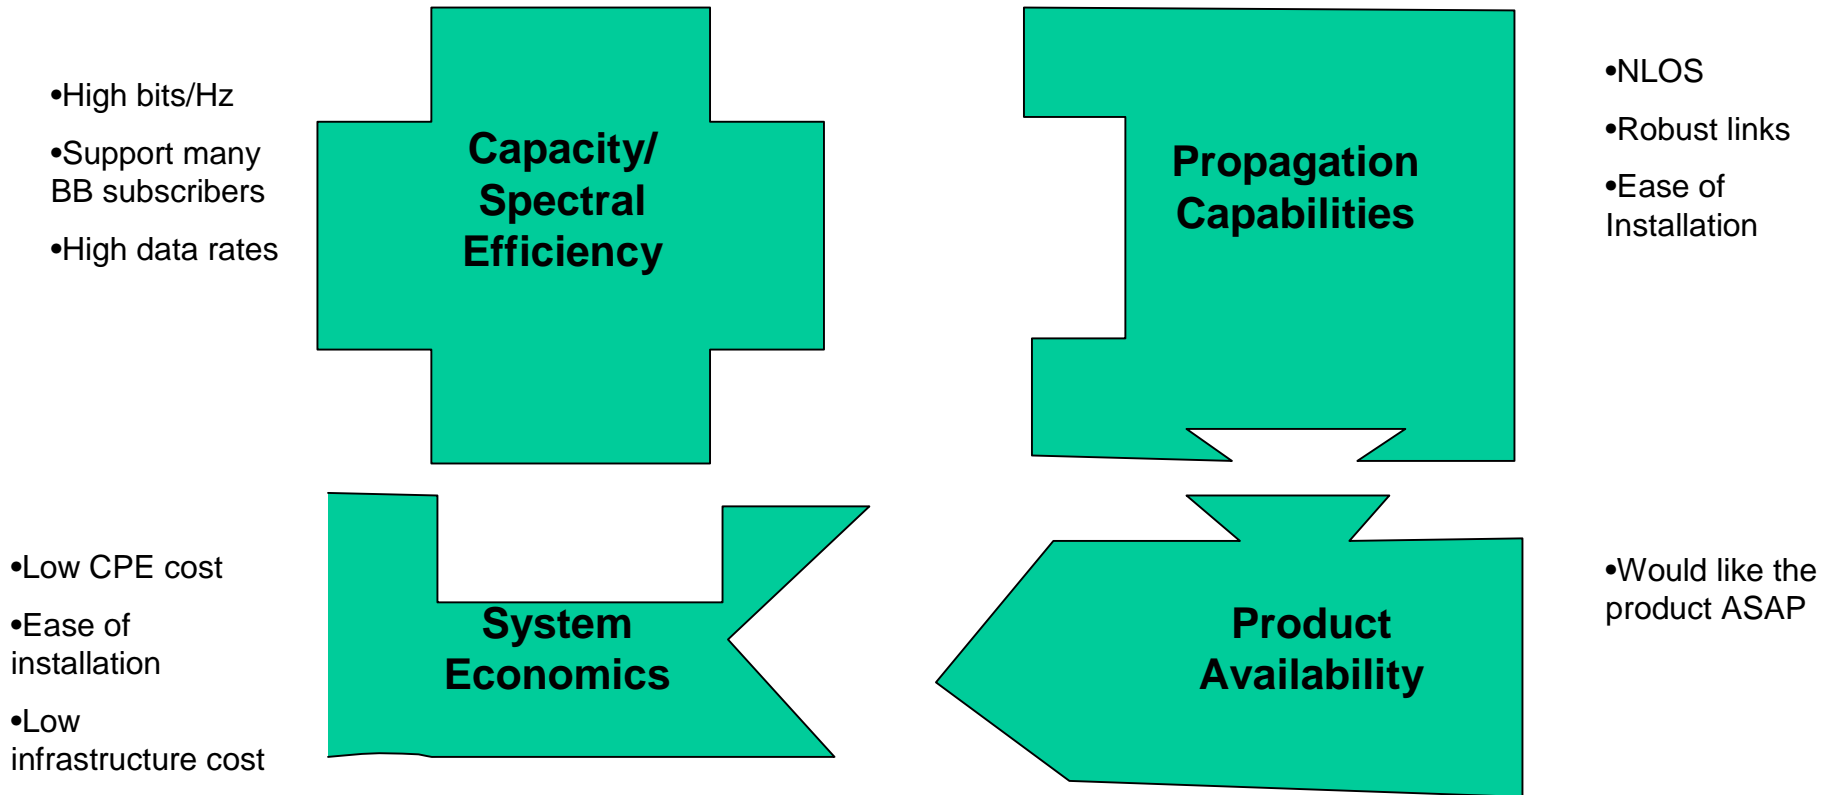 •High bits/Hz
•Support many
BB subscribers
•High data rates
Capacity/
Spectral
Efficiency
Propagation
Capabilities
•NLOS
•Robust links
•Ease of
Installation
•Low CPE cost
•Ease of
installation
•Low
infrastructure cost
System
Economics
Product
Availability
•Would like the
product ASAP